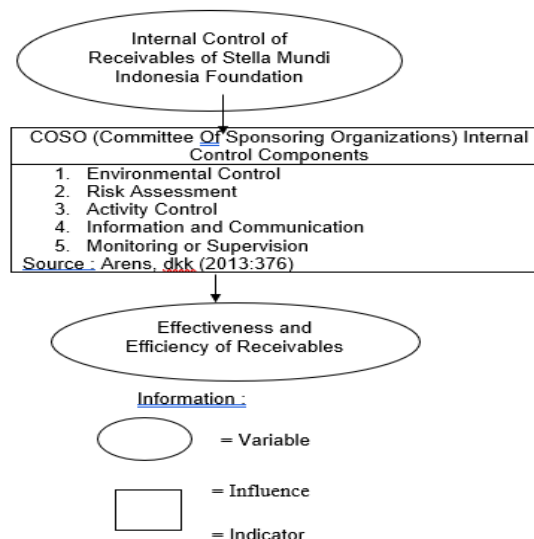 Internal Control of
Receivables of Stella Mundi
Indonesia Foundation
COSO (Committee Of Sponsoring Organizations) Internal
Control Components
1. Environmental Control
2. Risk Assessment
3. Activity Control
4. Information and Communication
5. Monitoring or Supervision
Source : Arens, dkk (2013:376)
Effectiveness and
Efficiency of Receivables
Information :
= Variable
= Influence
= Indicator